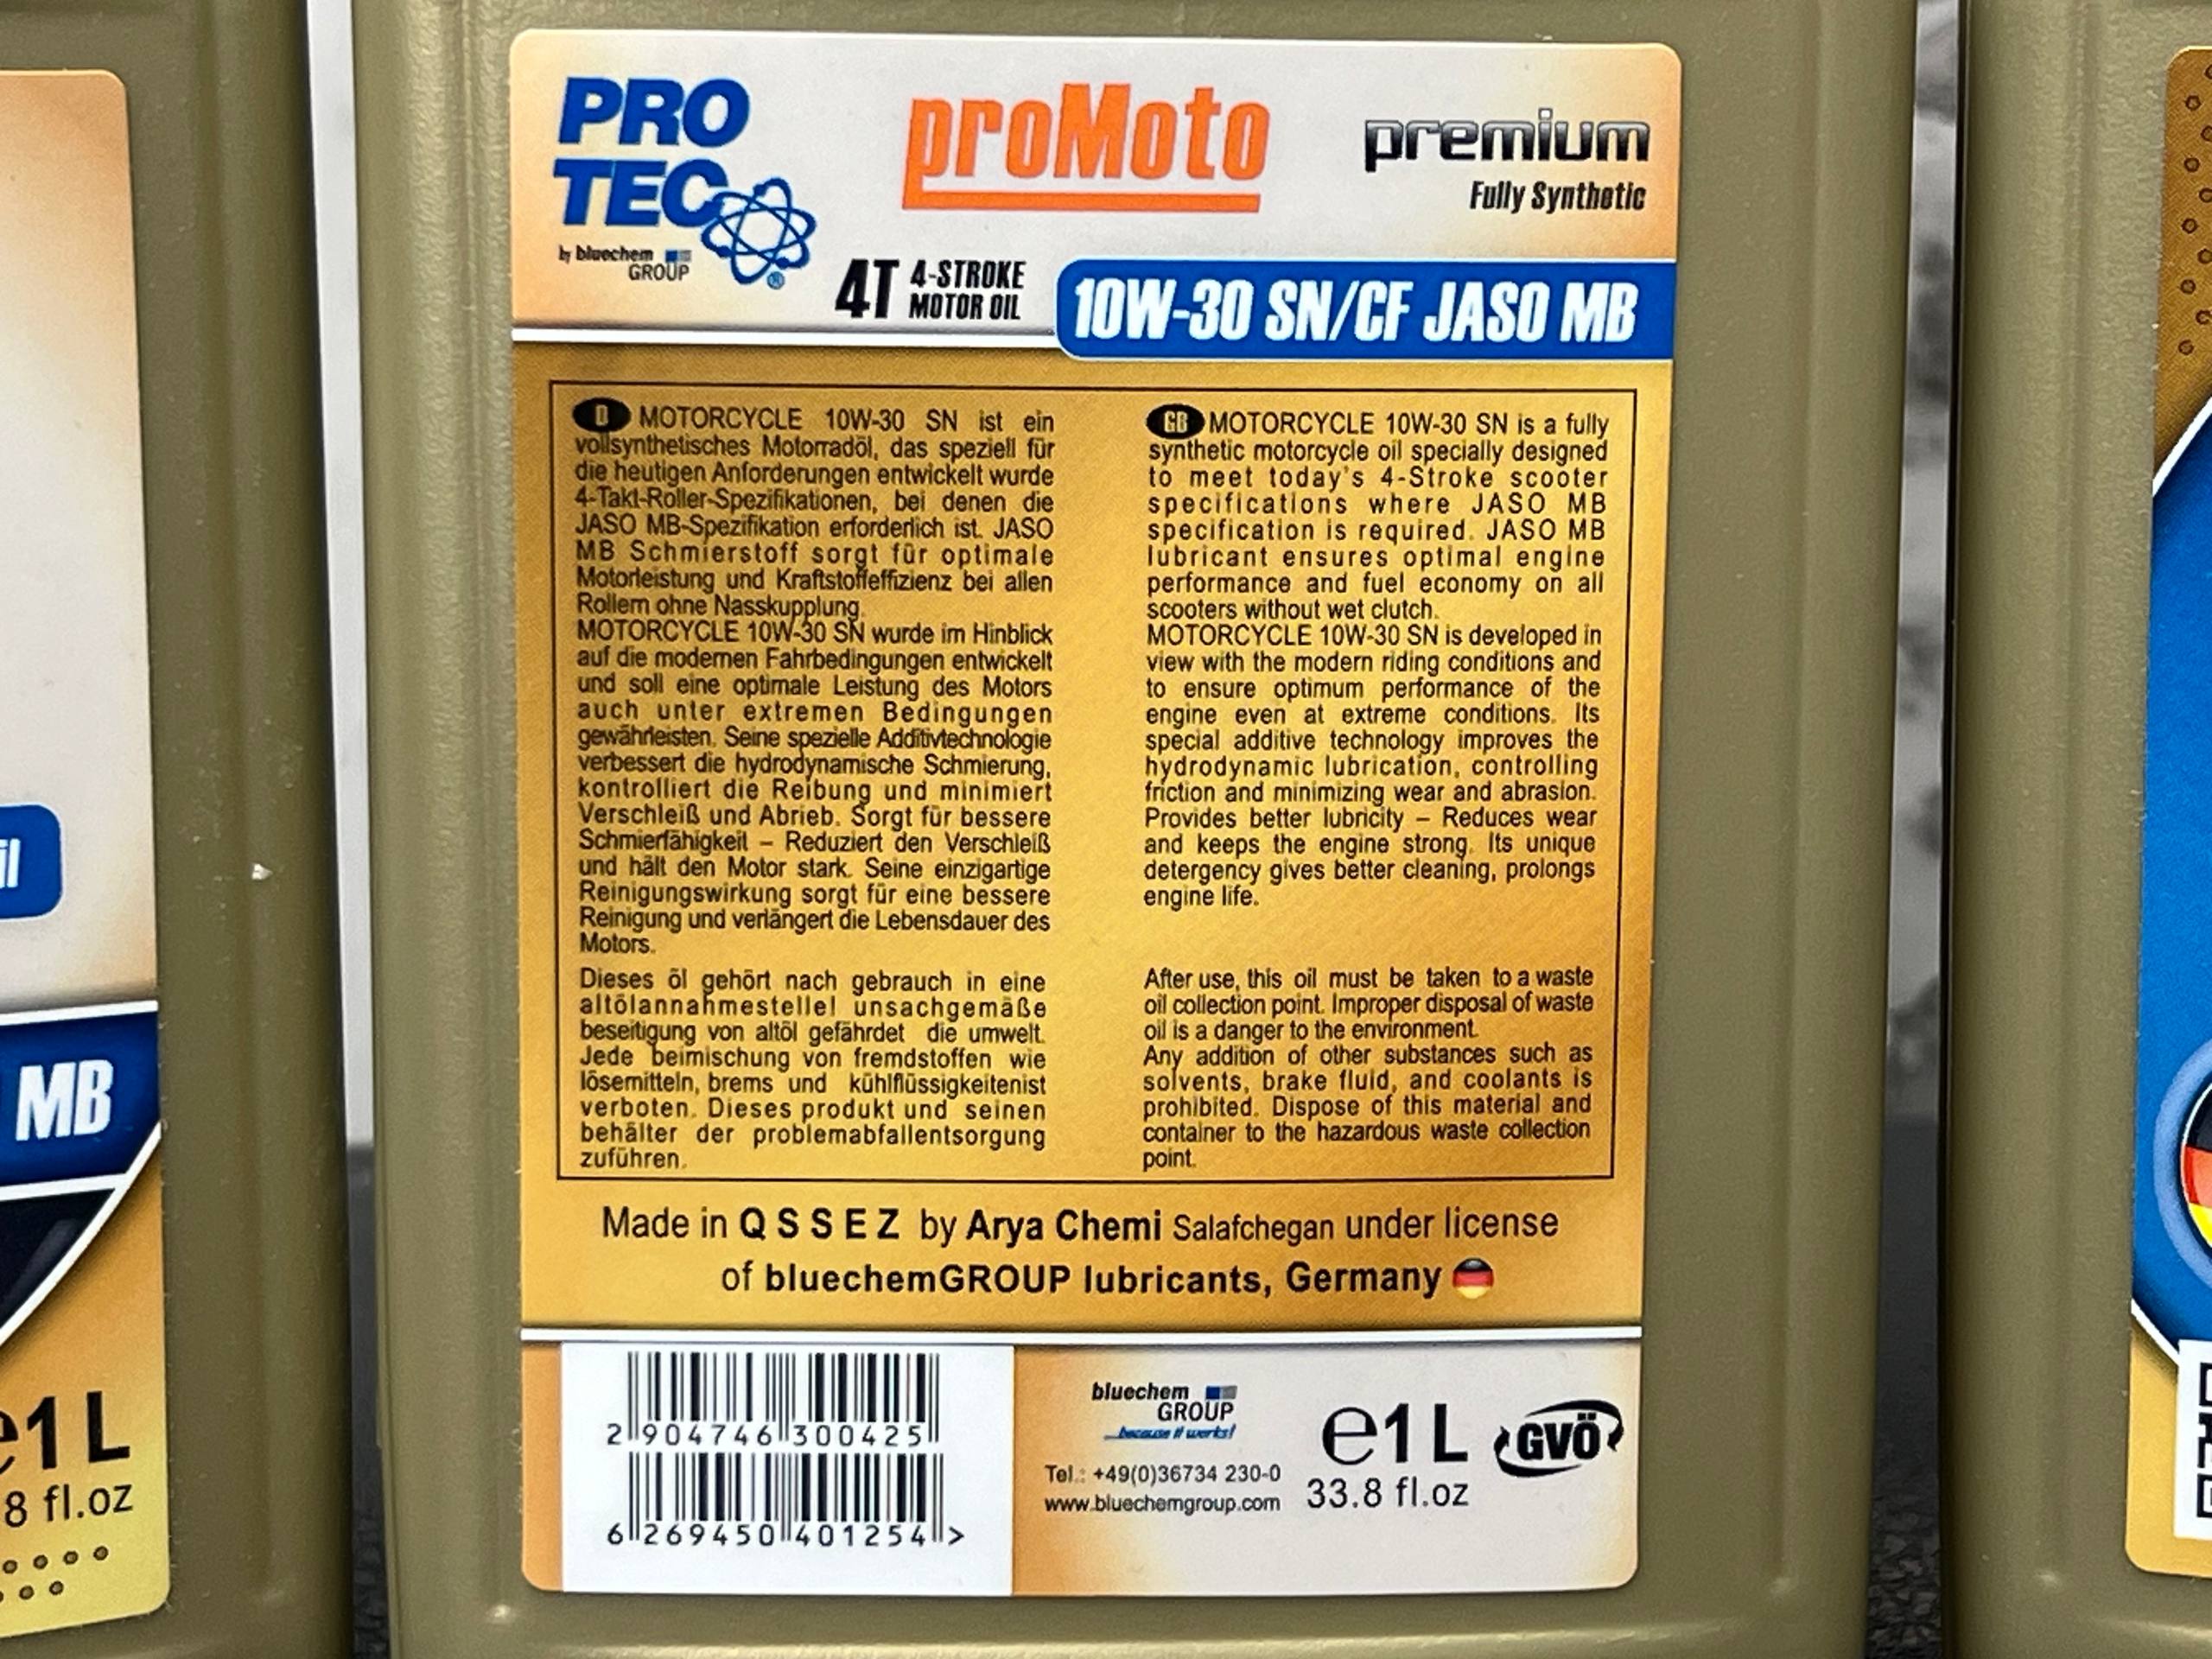 PRO
TEC
by bluechem
GROUP
®
proMoto
premium
Fully Synthetic
4T 4-STROKE
MOTOR OIL
10W-30 SN/CF JASO MB
D MOTORCYCLE 10W-30 SN ist ein
vollsynthetisches Motorradöl, das speziell für
die heutigen Anforderungen entwickelt wurde
4-Takt-Roller-Spezifikationen, bei denen die
JASO MB-Spezifikation erforderlich ist. JASO
MB Schmierstoff sorgt für optimale
Motorleistung und Kraftstoffeffizienz bei allen
Rollern ohne Nasskupplung.
MOTORCYCLE 10W-30 SN wurde im Hinblick
auf die modernen Fahrbedingungen entwickelt
und soll eine optimale Leistung des Motors
auch unter extremen Bedingungen
gewährleisten. Seine spezielle Additivtechnologie
verbessert die hydrodynamische Schmierung,
kontrolliert die Reibung und minimiert
Verschleiß und Abrieb. Sorgt für bessere
Schmierfähigkeit – Reduziert den Verschleiß
und hält den Motor stark. Seine einzigartige
Reinigungswirkung sorgt für eine bessere
Reinigung und verlängert die Lebensdauer des
Motors.
Dieses öl gehört nach gebrauch in eine
altölannahmestelle! unsachgemäße
beseitigung von altöl gefährdet die umwelt.
Jede beimischung von fremdstoffen wie
lösemitteln, brems und kühlflüssigkeitenist
verboten. Dieses produkt und seinen
behälter der problemabfallentsorgung
zuführen.
GB MOTORCYCLE 10W-30 SN is a fully
synthetic motorcycle oil specially designed
to meet today's 4-Stroke scooter
specifications where JASO MB
specification is required. JASO MB
lubricant ensures optimal engine
performance and fuel economy on all
scooters without wet clutch.
MOTORCYCLE 10W-30 SN is developed in
view with the modern riding conditions and
to ensure optimum performance of the
engine even at extreme conditions. Its
special additive technology improves the
hydrodynamic lubrication, controlling
friction and minimizing wear and abrasion.
Provides better lubricity – Reduces wear
and keeps the engine strong. Its unique
detergency gives better cleaning, prolongs
engine life.
After use, this oil must be taken to a waste
oil collection point. Improper disposal of waste
oil is a danger to the environment.
Any addition of other substances such as
solvents, brake fluid, and coolants is
prohibited. Dispose of this material and
container to the hazardous waste collection
point.
Made in QSSEZ by Arya Chemi Salafchegan under license
of bluechemGROUP lubricants, Germany
2 904746 300425
6 269450 401254 >
bluechem
GROUP
...because it works!
Tel.: +49(0)36734 230-0
www.bluechemgroup.com
e1L
33.8 fl.oz
GVÖ
MB
e1L
8 fl.oz